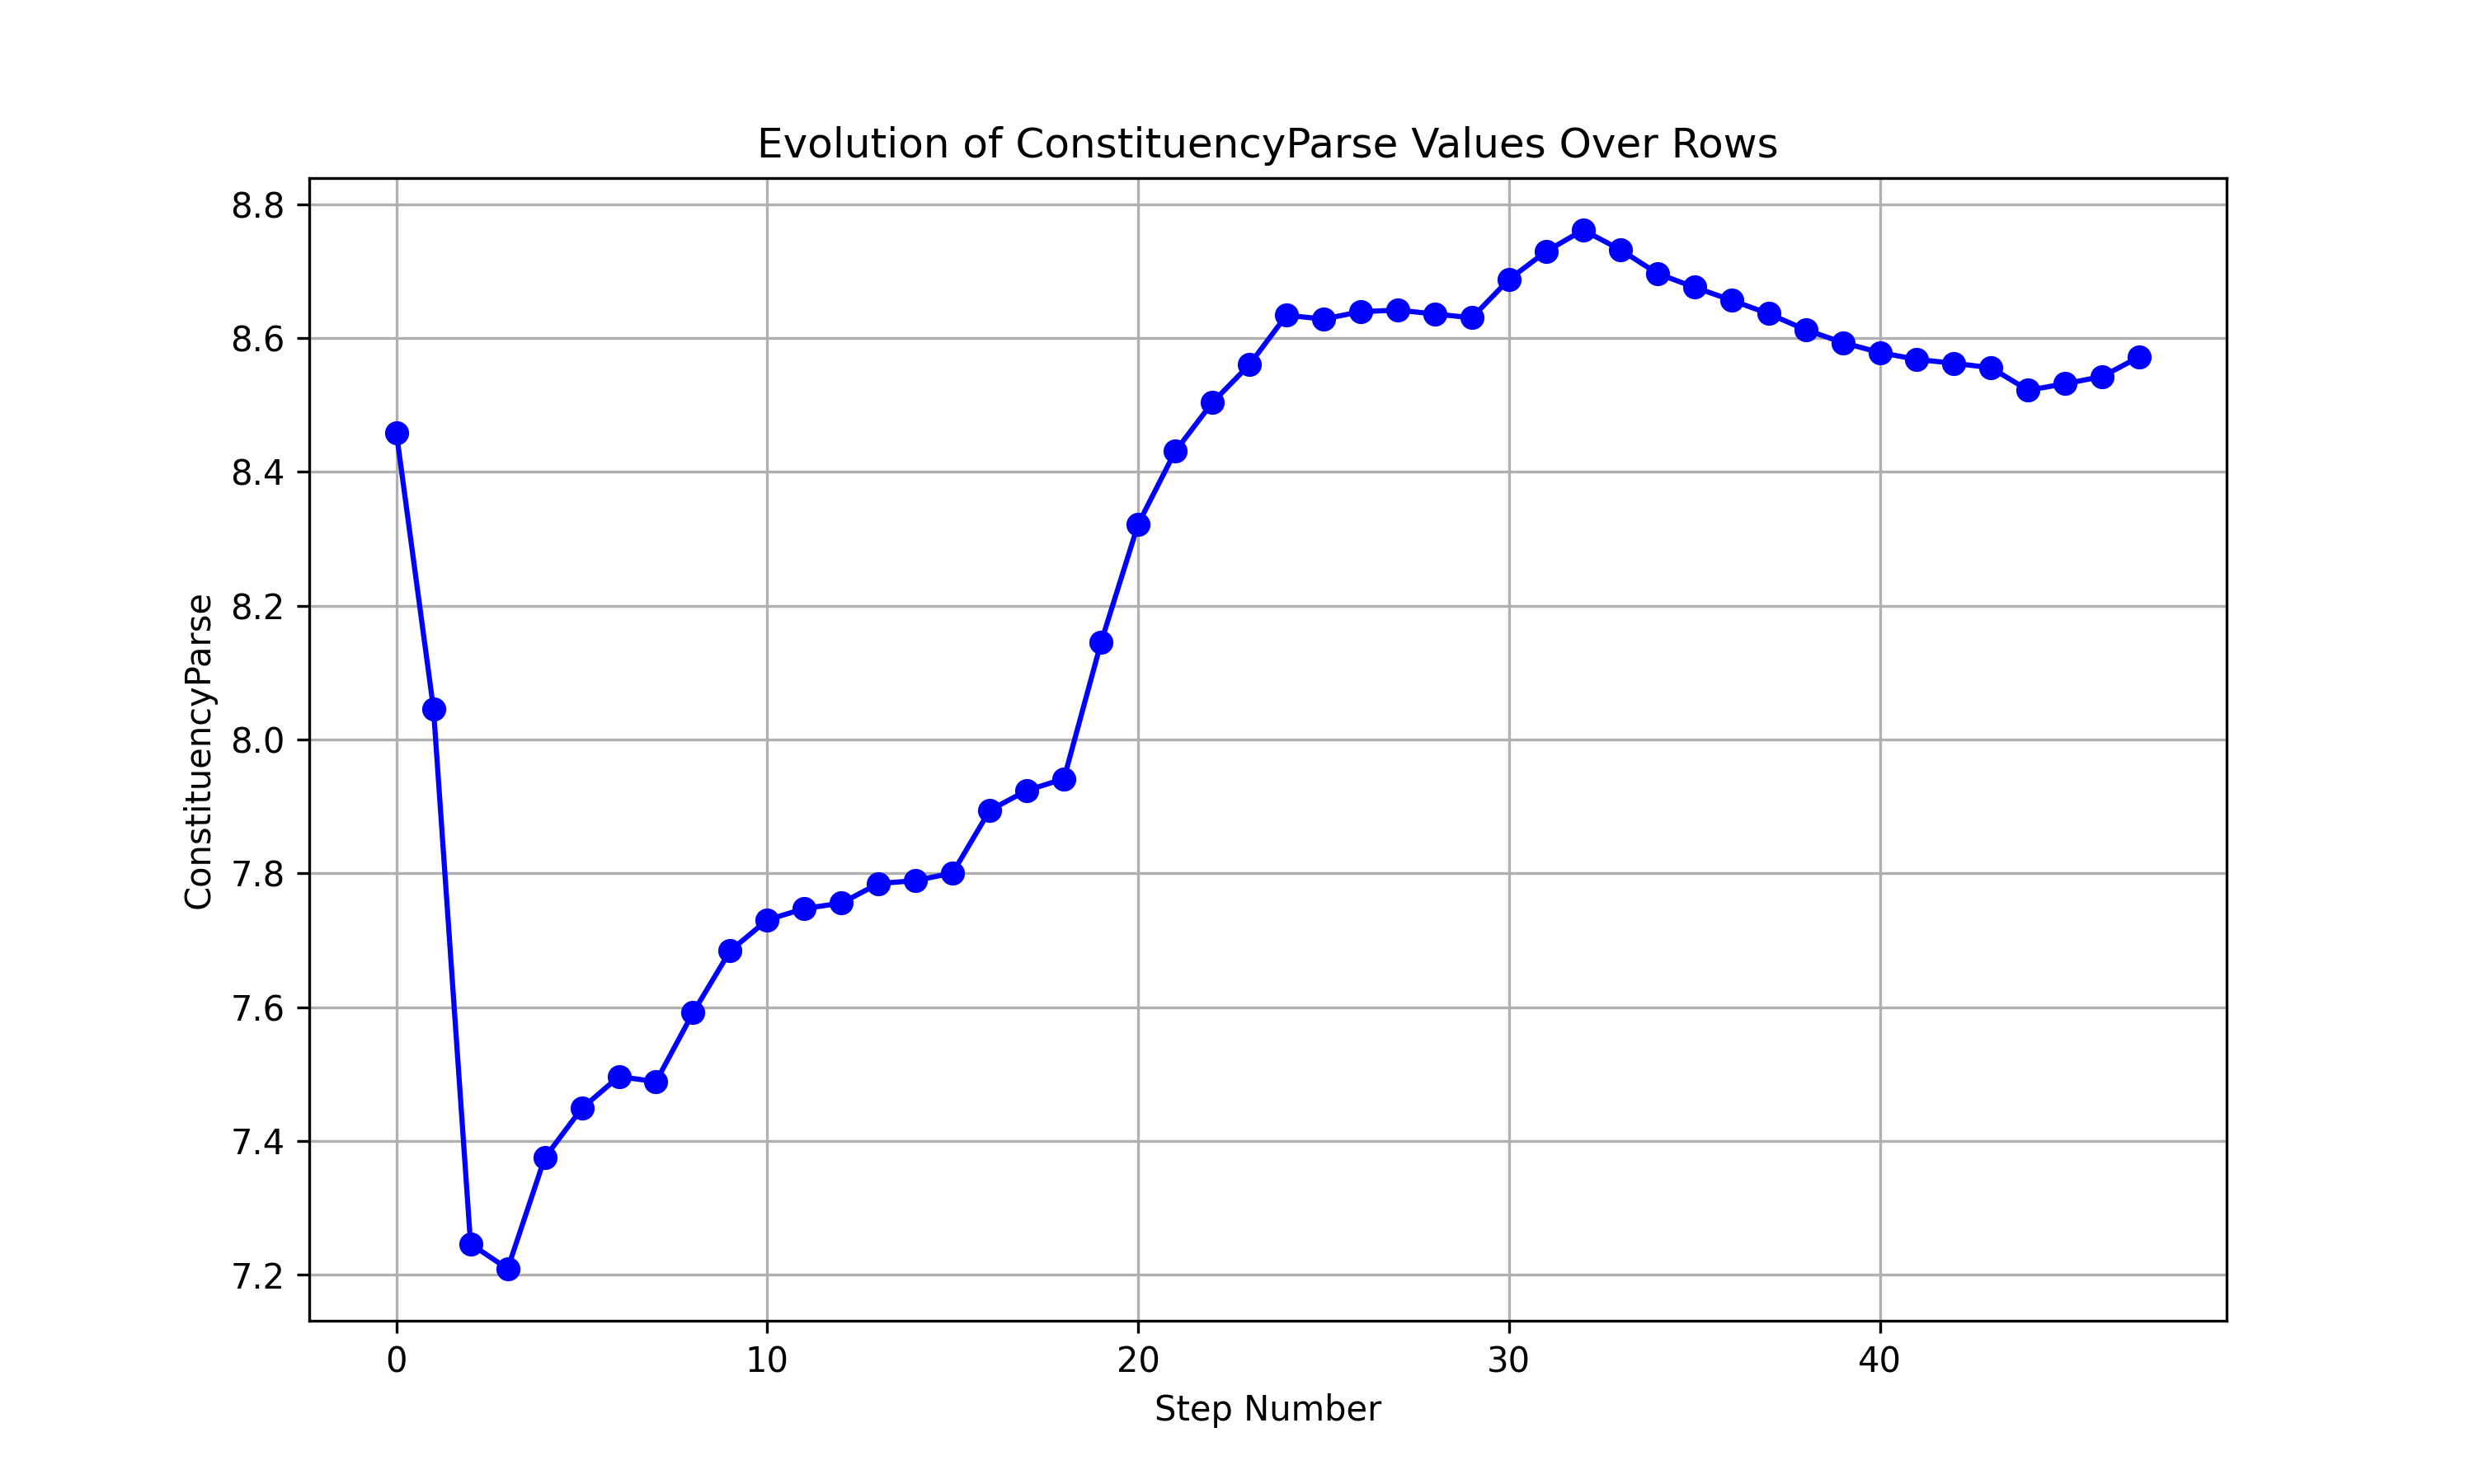 Evolution of ConstituencyParse Values Over Rows
ConstituencyParse
8.8
8.6
8.4
8.2
8.0
7.8
7.6
7.4
7.2
0 10 20 30 40
Step Number